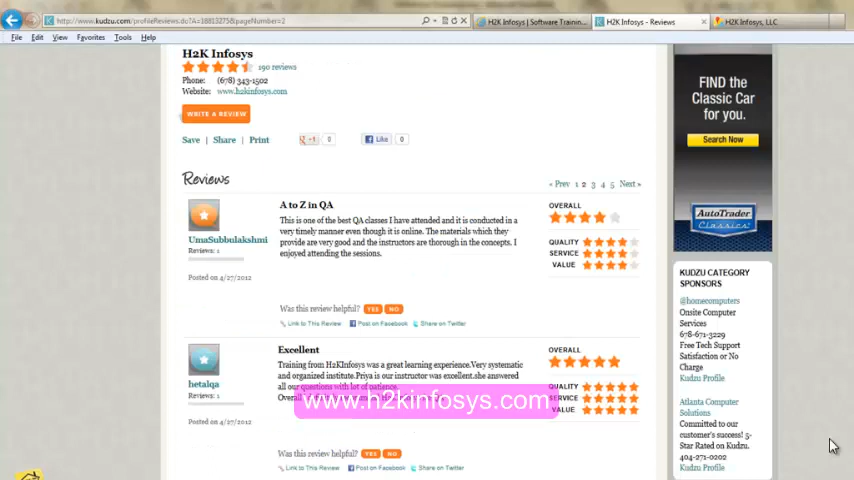 http://www.kudzu.com/profileReviews.do?A=18813275&pageNumber=2
H2K Infosys | Software Trainin...
H2K Infosys - Reviews
H2K Infosys, LLC
File Edit View Favorites Tools Help
H2K Infosys
190 reviews
Phone: (678) 343-1502
Website: www.h2kinfosys.com
WRITE A REVIEW
Save | Share | Print
+1 0
Like 0
Reviews
« Prev 1 2 3 4 5 Next »
A to Z in QA
This is one of the best QA classes I have attended and it is conducted in a
very timely manner even though it is online. The materials which they
provide are very good and the instructors are thorough in the concepts. I
enjoyed attending the sessions.
UmaSubbulakshmi
Reviews: 1
Posted on 4/27/2012
OVERALL
QUALITY
SERVICE
VALUE
Was this review helpful? YES NO
Link to This Review Post on Facebook Share on Twitter
Excellent
Training from H2KInfosys was a great learning experience.Very systematic
and organized institute.Priya is our instructor was excellent.she answered
all our questions with lot of patience.
hetalqa
Reviews: 1
Posted on 4/27/2012
OVERALL
QUALITY
SERVICE
VALUE
www.h2kinfosys.com
Was this review helpful? YES NO
Link to This Review Post on Facebook Share on Twitter
FIND the
Classic Car
for you.
Search Now
AutoTrader
Classics
KUDZU CATEGORY
SPONSORS
@homecomputers
Onsite Computer
Services
678-671-3229
Free Tech Support
Satisfaction or No
Charge
Kudzu Profile
Atlanta Computer
Solutions
Committed to our
customer's success! 5-
Star Rated on Kudzu.
404-271-0202
Kudzu Profile